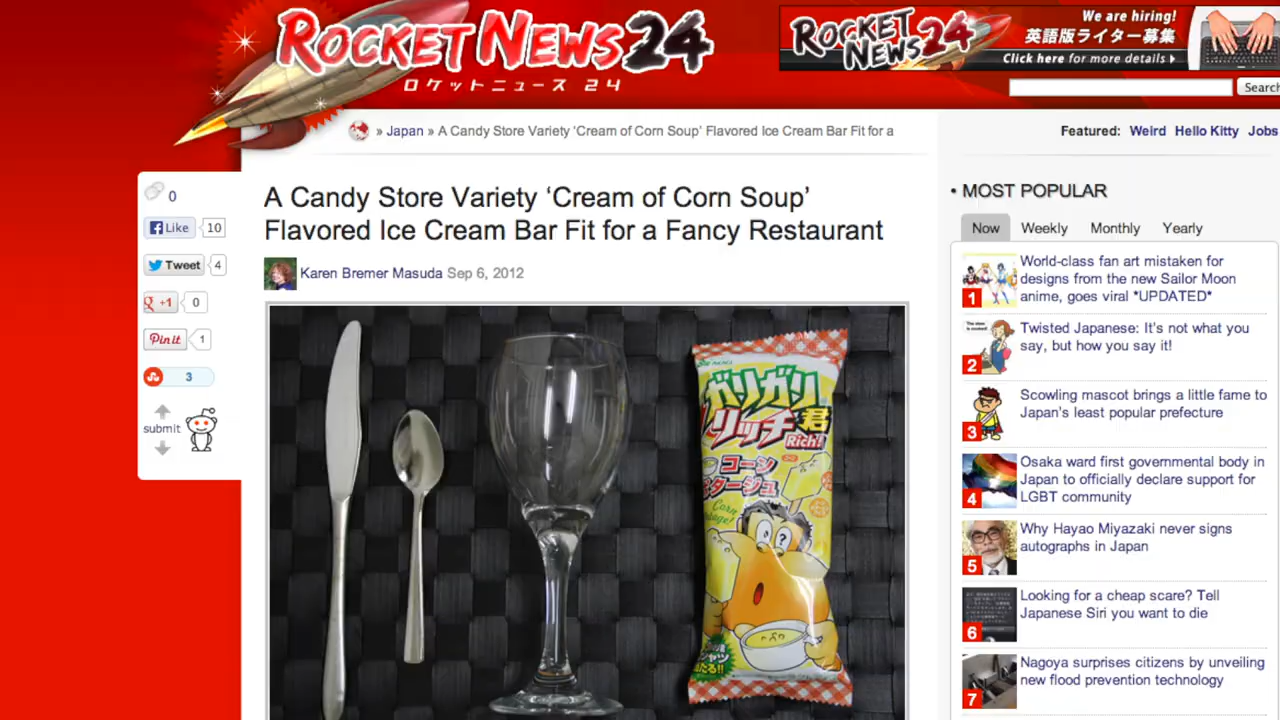 ROCKET NEWS 24
ロケットニュース 24
ROCKET NEWS 24
We are hiring!
英語版ライター募集
Click here for more details ▸
Search
» Japan » A Candy Store Variety ‘Cream of Corn Soup’ Flavored Ice Cream Bar Fit for a
Featured: Weird Hello Kitty Jobs
0
Like 10
Tweet 4
g +1 0
Pin it 1
3
submit
A Candy Store Variety ‘Cream of Corn Soup’
Flavored Ice Cream Bar Fit for a Fancy Restaurant
Karen Bremer Masuda Sep 6, 2012
ガリガリ
リッチ君
Rich!
コーン
ポタージュ
Corn
• MOST POPULAR
Now Weekly Monthly Yearly
1
World-class fan art mistaken for
designs from the new Sailor Moon
anime, goes viral *UPDATED*
2
Twisted Japanese: It’s not what you
say, but how you say it!
3
Scowling mascot brings a little fame to
Japan’s least popular prefecture
4
Osaka ward first governmental body in
Japan to officially declare support for
LGBT community
5
Why Hayao Miyazaki never signs
autographs in Japan
6
Looking for a cheap scare? Tell
Japanese Siri you want to die
7
Nagoya surprises citizens by unveiling
new flood prevention technology